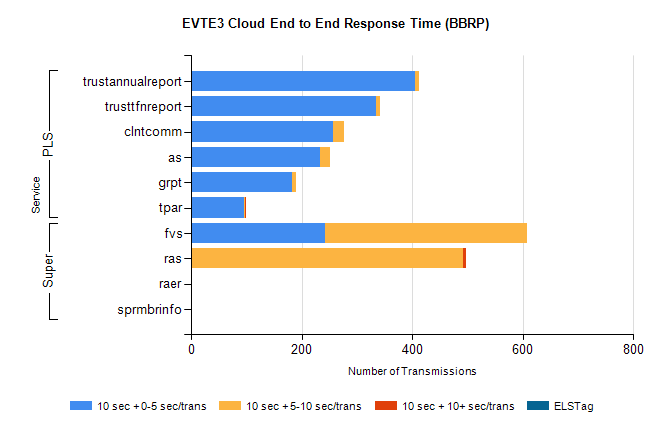 EVTE3 Cloud End to End Response Time (BBRP)
Service
PLS
trustannualreport
trusttfnreport
clntcomm
as
grpt
tpar
Super
fvs
ras
raer
sprmbrinfo
0 200 400 600 800
Number of Transmissions
10 sec +0-5 sec/trans 10 sec +5-10 sec/trans 10 sec + 10+ sec/trans ELSTag